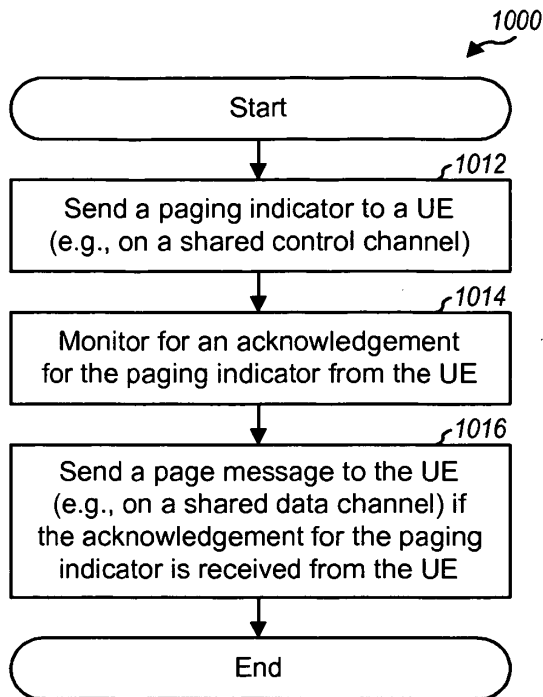 1000
Start
1012
Send a paging indicator to a UE
(e.g., on a shared control channel)
1014
Monitor for an acknowledgement
for the paging indicator from the UE
1016
Send a page message to the UE
(e.g., on a shared data channel) if
the acknowledgement for the paging
indicator is received from the UE
End